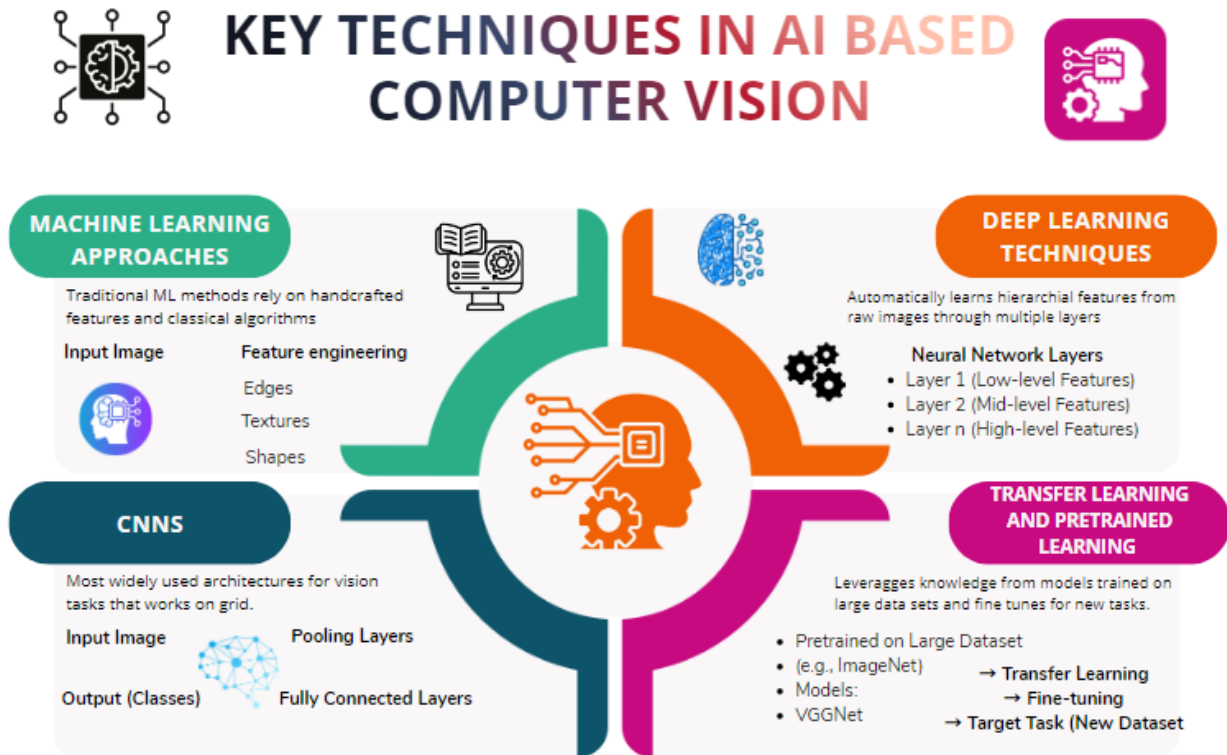 KEY TECHNIQUES IN AI BASED
COMPUTER VISION
MACHINE LEARNING
APPROACHES
Traditional ML methods rely on handcrafted
features and classical algorithms
Input Image
Feature engineering
Edges
Textures
Shapes
DEEP LEARNING
TECHNIQUES
Automatically learns hierarchial features from
raw images through multiple layers
Neural Network Layers
• Layer 1 (Low-level Features)
• Layer 2 (Mid-level Features)
• Layer n (High-level Features)
CNNS
Most widely used architectures for vision
tasks that works on grid.
Input Image
Pooling Layers
Output (Classes)
Fully Connected Layers
TRANSFER LEARNING
AND PRETRAINED
LEARNING
Leveragges knowledge from models trained on
large data sets and fine tunes for new tasks.
• Pretrained on Large Dataset
• (e.g., ImageNet)
• Models:
• VGGNet
→ Transfer Learning
→ Fine-tuning
→ Target Task (New Dataset